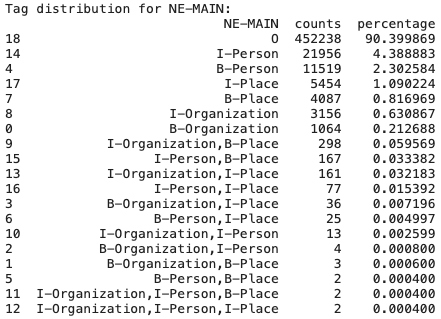 Tag distribution for NE-MAIN:
NE-MAIN counts percentage
18 O 452238 90.399869
14 I-Person 21956 4.388883
4 B-Person 11519 2.302584
17 I-Place 5454 1.090224
7 B-Place 4087 0.816969
8 I-Organization 3156 0.630867
0 B-Organization 1064 0.212688
9 I-Organization,B-Place 298 0.059569
15 I-Person,B-Place 167 0.033382
13 I-Organization,I-Place 161 0.032183
16 I-Person,I-Place 77 0.015392
3 B-Organization,I-Place 36 0.007196
6 B-Person,I-Place 25 0.004997
10 I-Organization,I-Person 13 0.002599
2 B-Organization,I-Person 4 0.000800
1 B-Organization,B-Place 3 0.000600
5 B-Person,B-Place 2 0.000400
11 I-Organization,I-Person,B-Place 2 0.000400
12 I-Organization,I-Person,I-Place 2 0.000400